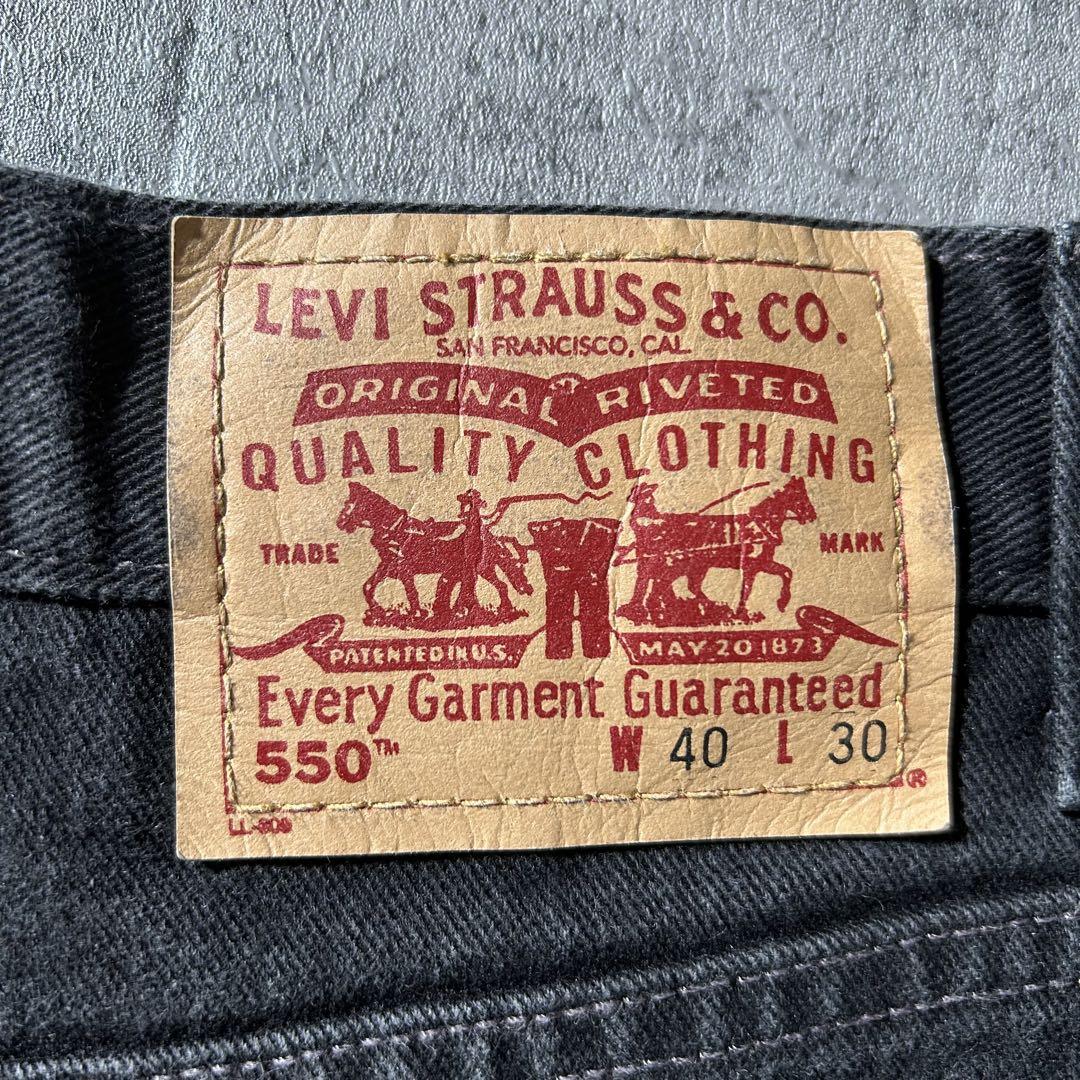 LEVI STRAUSS & CO.
SAN FRANCISCO, CAL.
ORIGINAL RIVETED
QUALITY CLOTHING
TRADE MARK
PATENTED IN U.S. MAY 20 1873
Every Garment Guaranteed
550™ W 40 L 30
®